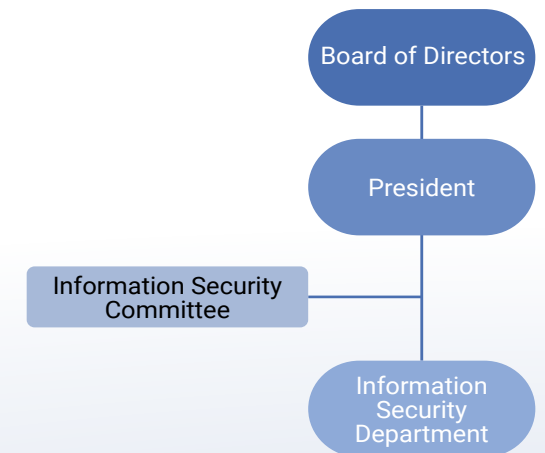 Board of Directors
President
Information Security
Committee
Information
Security
Department